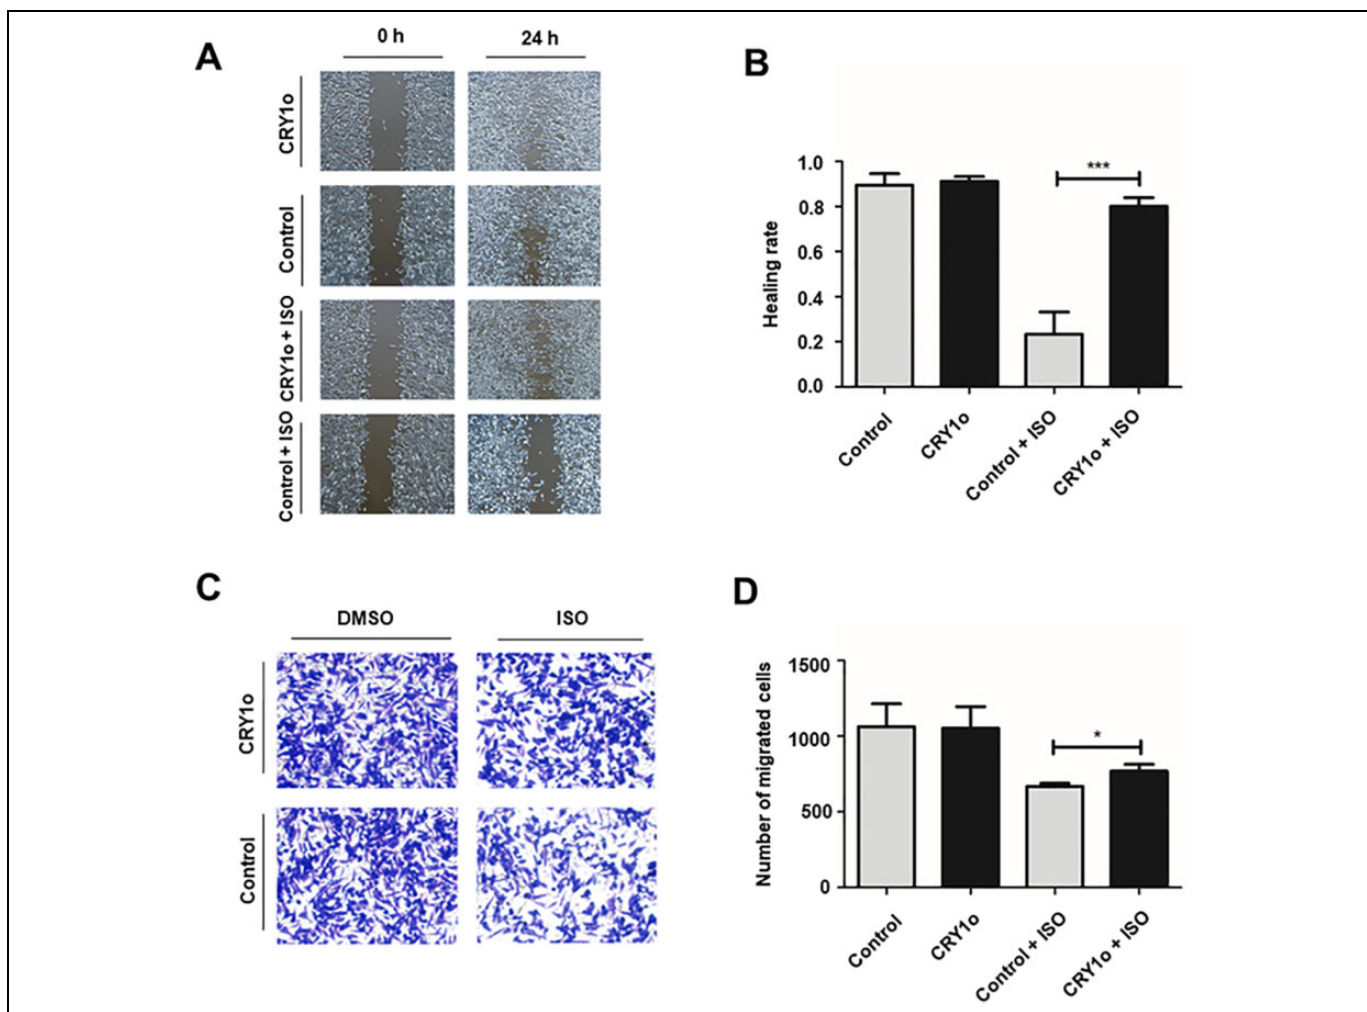 A
0 h
24 h
CRY1o
Control
CRY1o + ISO
Control + ISO
B
Healing rate
1.0
0.8
0.6
0.4
0.2
0.0
***
Control
CRY1o
Control + ISO
CRY1o + ISO
C
DMSO
ISO
CRY1o
Control
D
Number of migrated cells
1500
1000
500
0
*
Control
CRY1o
Control + ISO
CRY1o + ISO